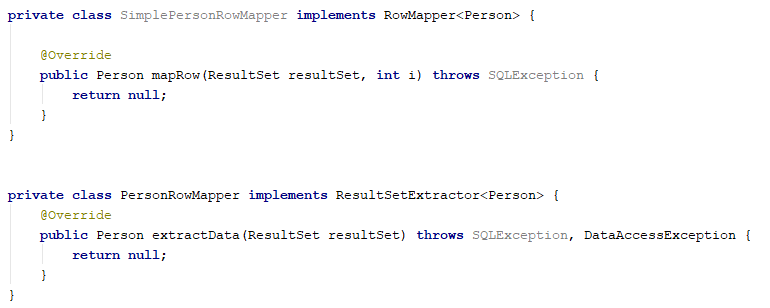 private class SimplePersonRowMapper implements RowMapper<Person> {
@Override
public Person mapRow(ResultSet resultSet, int i) throws SQLException {
return null;
}
}
private class PersonRowMapper implements ResultSetExtractor<Person> {
@Override
public Person extractData(ResultSet resultSet) throws SQLException, DataAccessException {
return null;
}
}